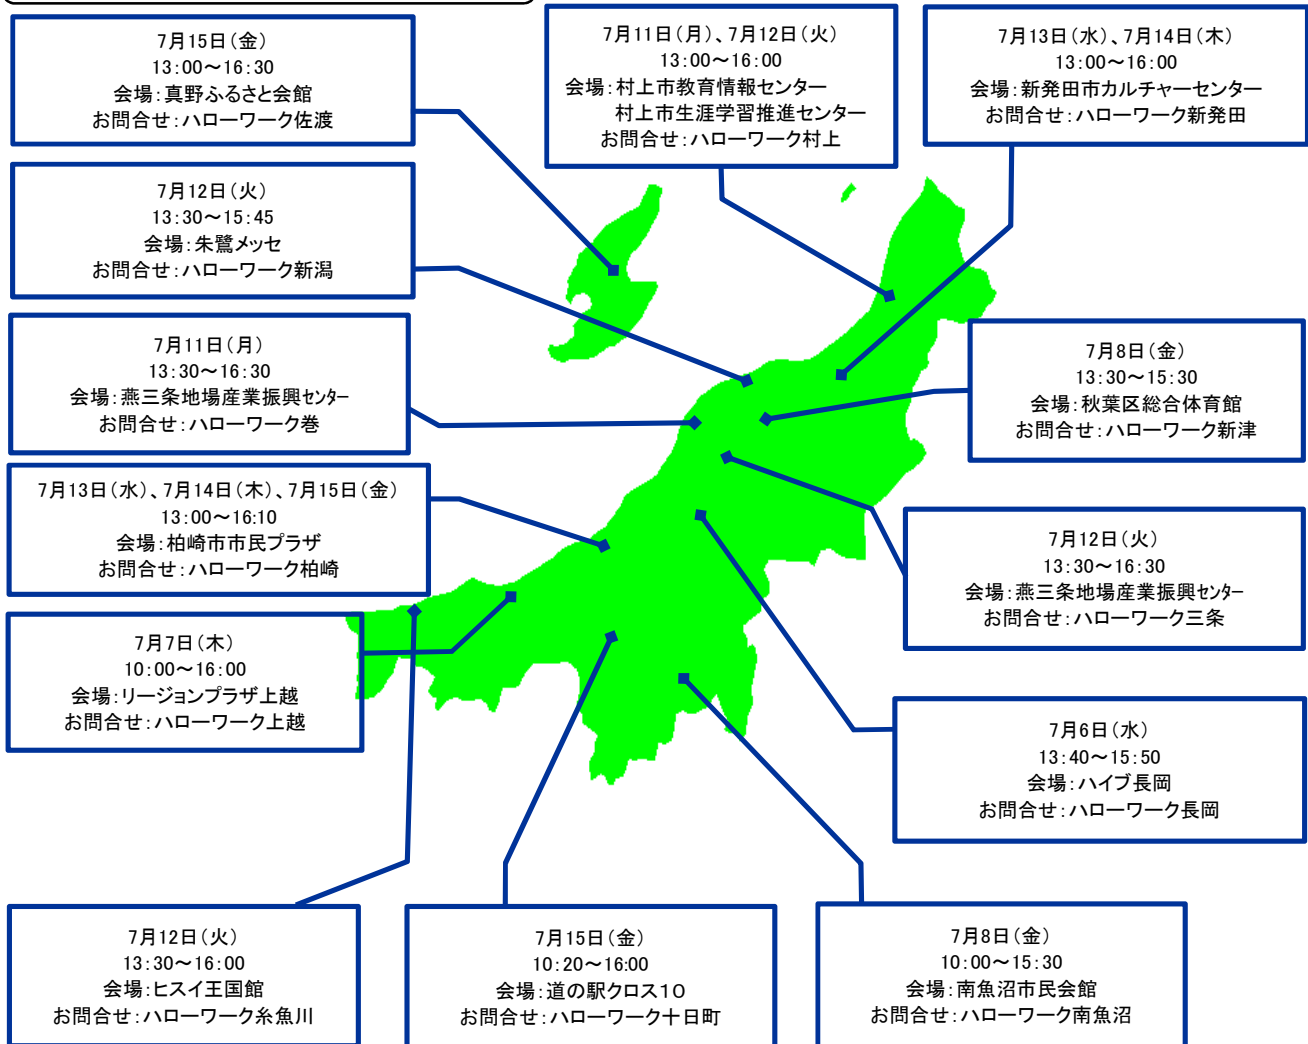 7月15日（金）
13:00～16:30
会場：真野ふるさと会館
お問合せ：ハローワーク佐渡
7月11日（月）、7月12日（火）
13:00～16:00
会場：村上市教育情報センター
村上市生涯学習推進センター
お問合せ：ハローワーク村上
7月13日（水）、7月14日（木）
13:00～16:00
会場：新発田市カルチャーセンター
お問合せ：ハローワーク新発田
7月12日（火）
13:30～15:45
会場：朱鷺メッセ
お問合せ：ハローワーク新潟
7月11日（月）
13:30～16:30
会場：燕三条地場産業振興センター
お問合せ：ハローワーク巻
7月8日（金）
13:30～15:30
会場：秋葉区総合体育館
お問合せ：ハローワーク新津
7月13日（水）、7月14日（木）、7月15日（金）
13:00～16:10
会場：柏崎市市民プラザ
お問合せ：ハローワーク柏崎
7月12日（火）
13:30～16:30
会場：燕三条地場産業振興センター
お問合せ：ハローワーク三条
7月7日（木）
10:00～16:00
会場：リージョンプラザ上越
お問合せ：ハローワーク上越
7月6日（水）
13:40～15:50
会場：ハイブ長岡
お問合せ：ハローワーク長岡
7月12日（火）
13:30～16:00
会場：ヒスイ王国館
お問合せ：ハローワーク糸魚川
7月15日（金）
10:20～16:00
会場：道の駅クロス10
お問合せ：ハローワーク十日町
7月8日（金）
10:00～15:30
会場：南魚沼市民会館
お問合せ：ハローワーク南魚沼